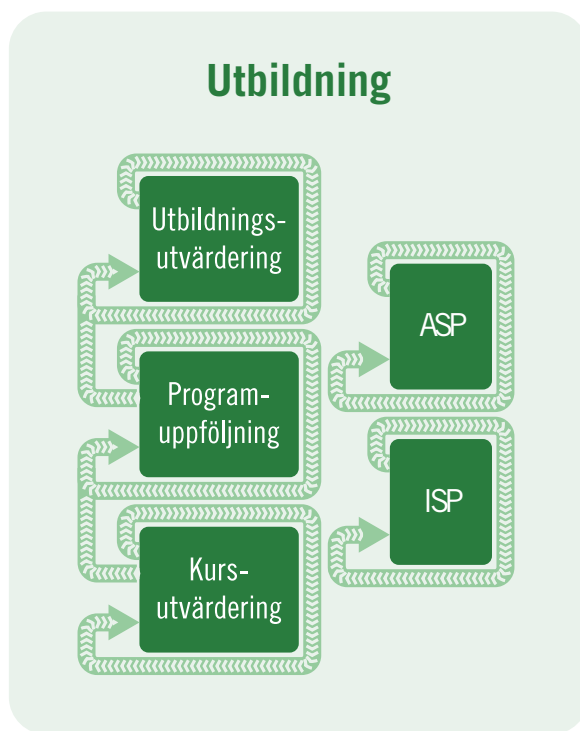 Utbildning
Utbildnings-
utvärdering
Program-
uppföljning
Kurs-
utvärdering
ASP
ISP